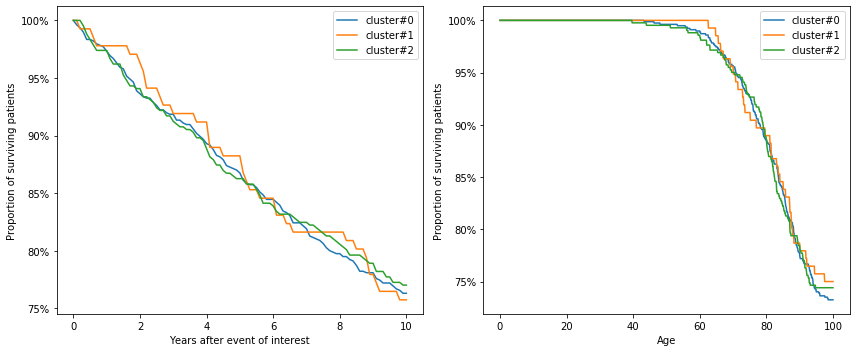 cluster#0
cluster#1
cluster#2
100%
95%
90%
85%
80%
75%
Proportion of surviving patients
0
2
4
6
8
10
Years after event of interest
cluster#0
cluster#1
cluster#2
100%
95%
90%
85%
80%
75%
Proportion of surviving patients
0
20
40
60
80
100
Age